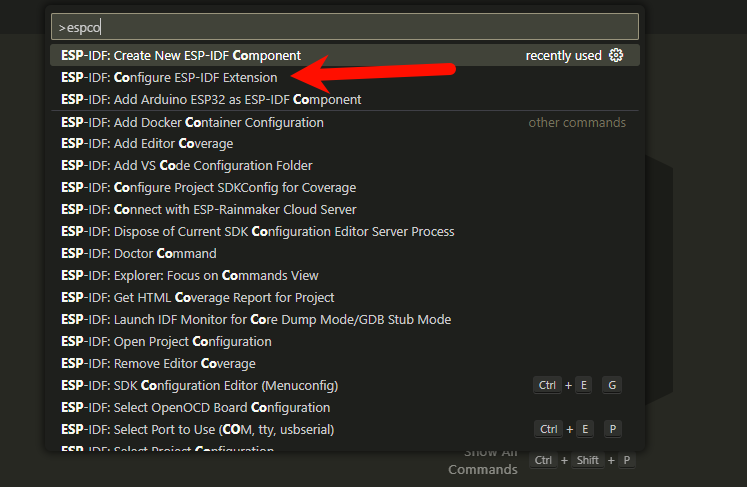 >espco
ESP-IDF: Create New ESP-IDF Component recently used
ESP-IDF: Configure ESP-IDF Extension
ESP-IDF: Add Arduino ESP32 as ESP-IDF Component
ESP-IDF: Add Docker Container Configuration other commands
ESP-IDF: Add Editor Coverage
ESP-IDF: Add VS Code Configuration Folder
ESP-IDF: Configure Project SDKConfig for Coverage
ESP-IDF: Connect with ESP-Rainmaker Cloud Server
ESP-IDF: Dispose of Current SDK Configuration Editor Server Process
ESP-IDF: Doctor Command
ESP-IDF: Explorer: Focus on Commands View
ESP-IDF: Get HTML Coverage Report for Project
ESP-IDF: Launch IDF Monitor for Core Dump Mode/GDB Stub Mode
ESP-IDF: Open Project Configuration
ESP-IDF: Remove Editor Coverage
ESP-IDF: SDK Configuration Editor (Menuconfig) Ctrl + E G
ESP-IDF: Select OpenOCD Board Configuration
ESP-IDF: Select Port to Use (COM, tty, usbserial) Ctrl + E P
ESP-IDF: Select Project Configuration
Show All
Commands Ctrl + Shift + P